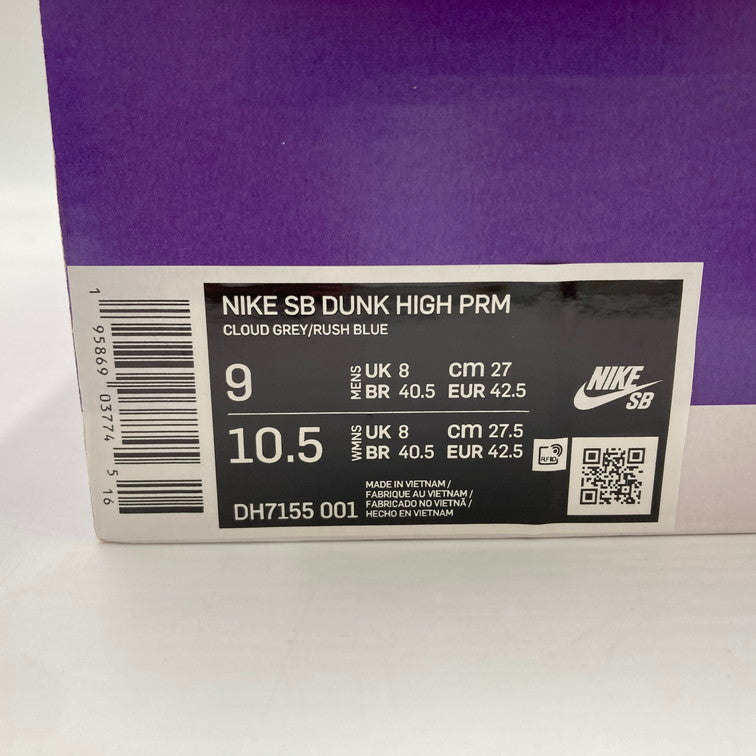 NIKE SB DUNK HIGH PRM
CLOUD GREY/RUSH BLUE
9
MENS
UK 8 cm 27
BR 40.5 EUR 42.5
10.5
WMNS
UK 8 cm 27.5
BR 40.5 EUR 42.5
RFID
DH7155 001
MADE IN VIETNAM /
FABRIQUE AU VIETNAM /
FABRICADO NO VIETNÃ /
HECHO EN VIETNAM
NIKE
SB
1 95869 03774 5 16